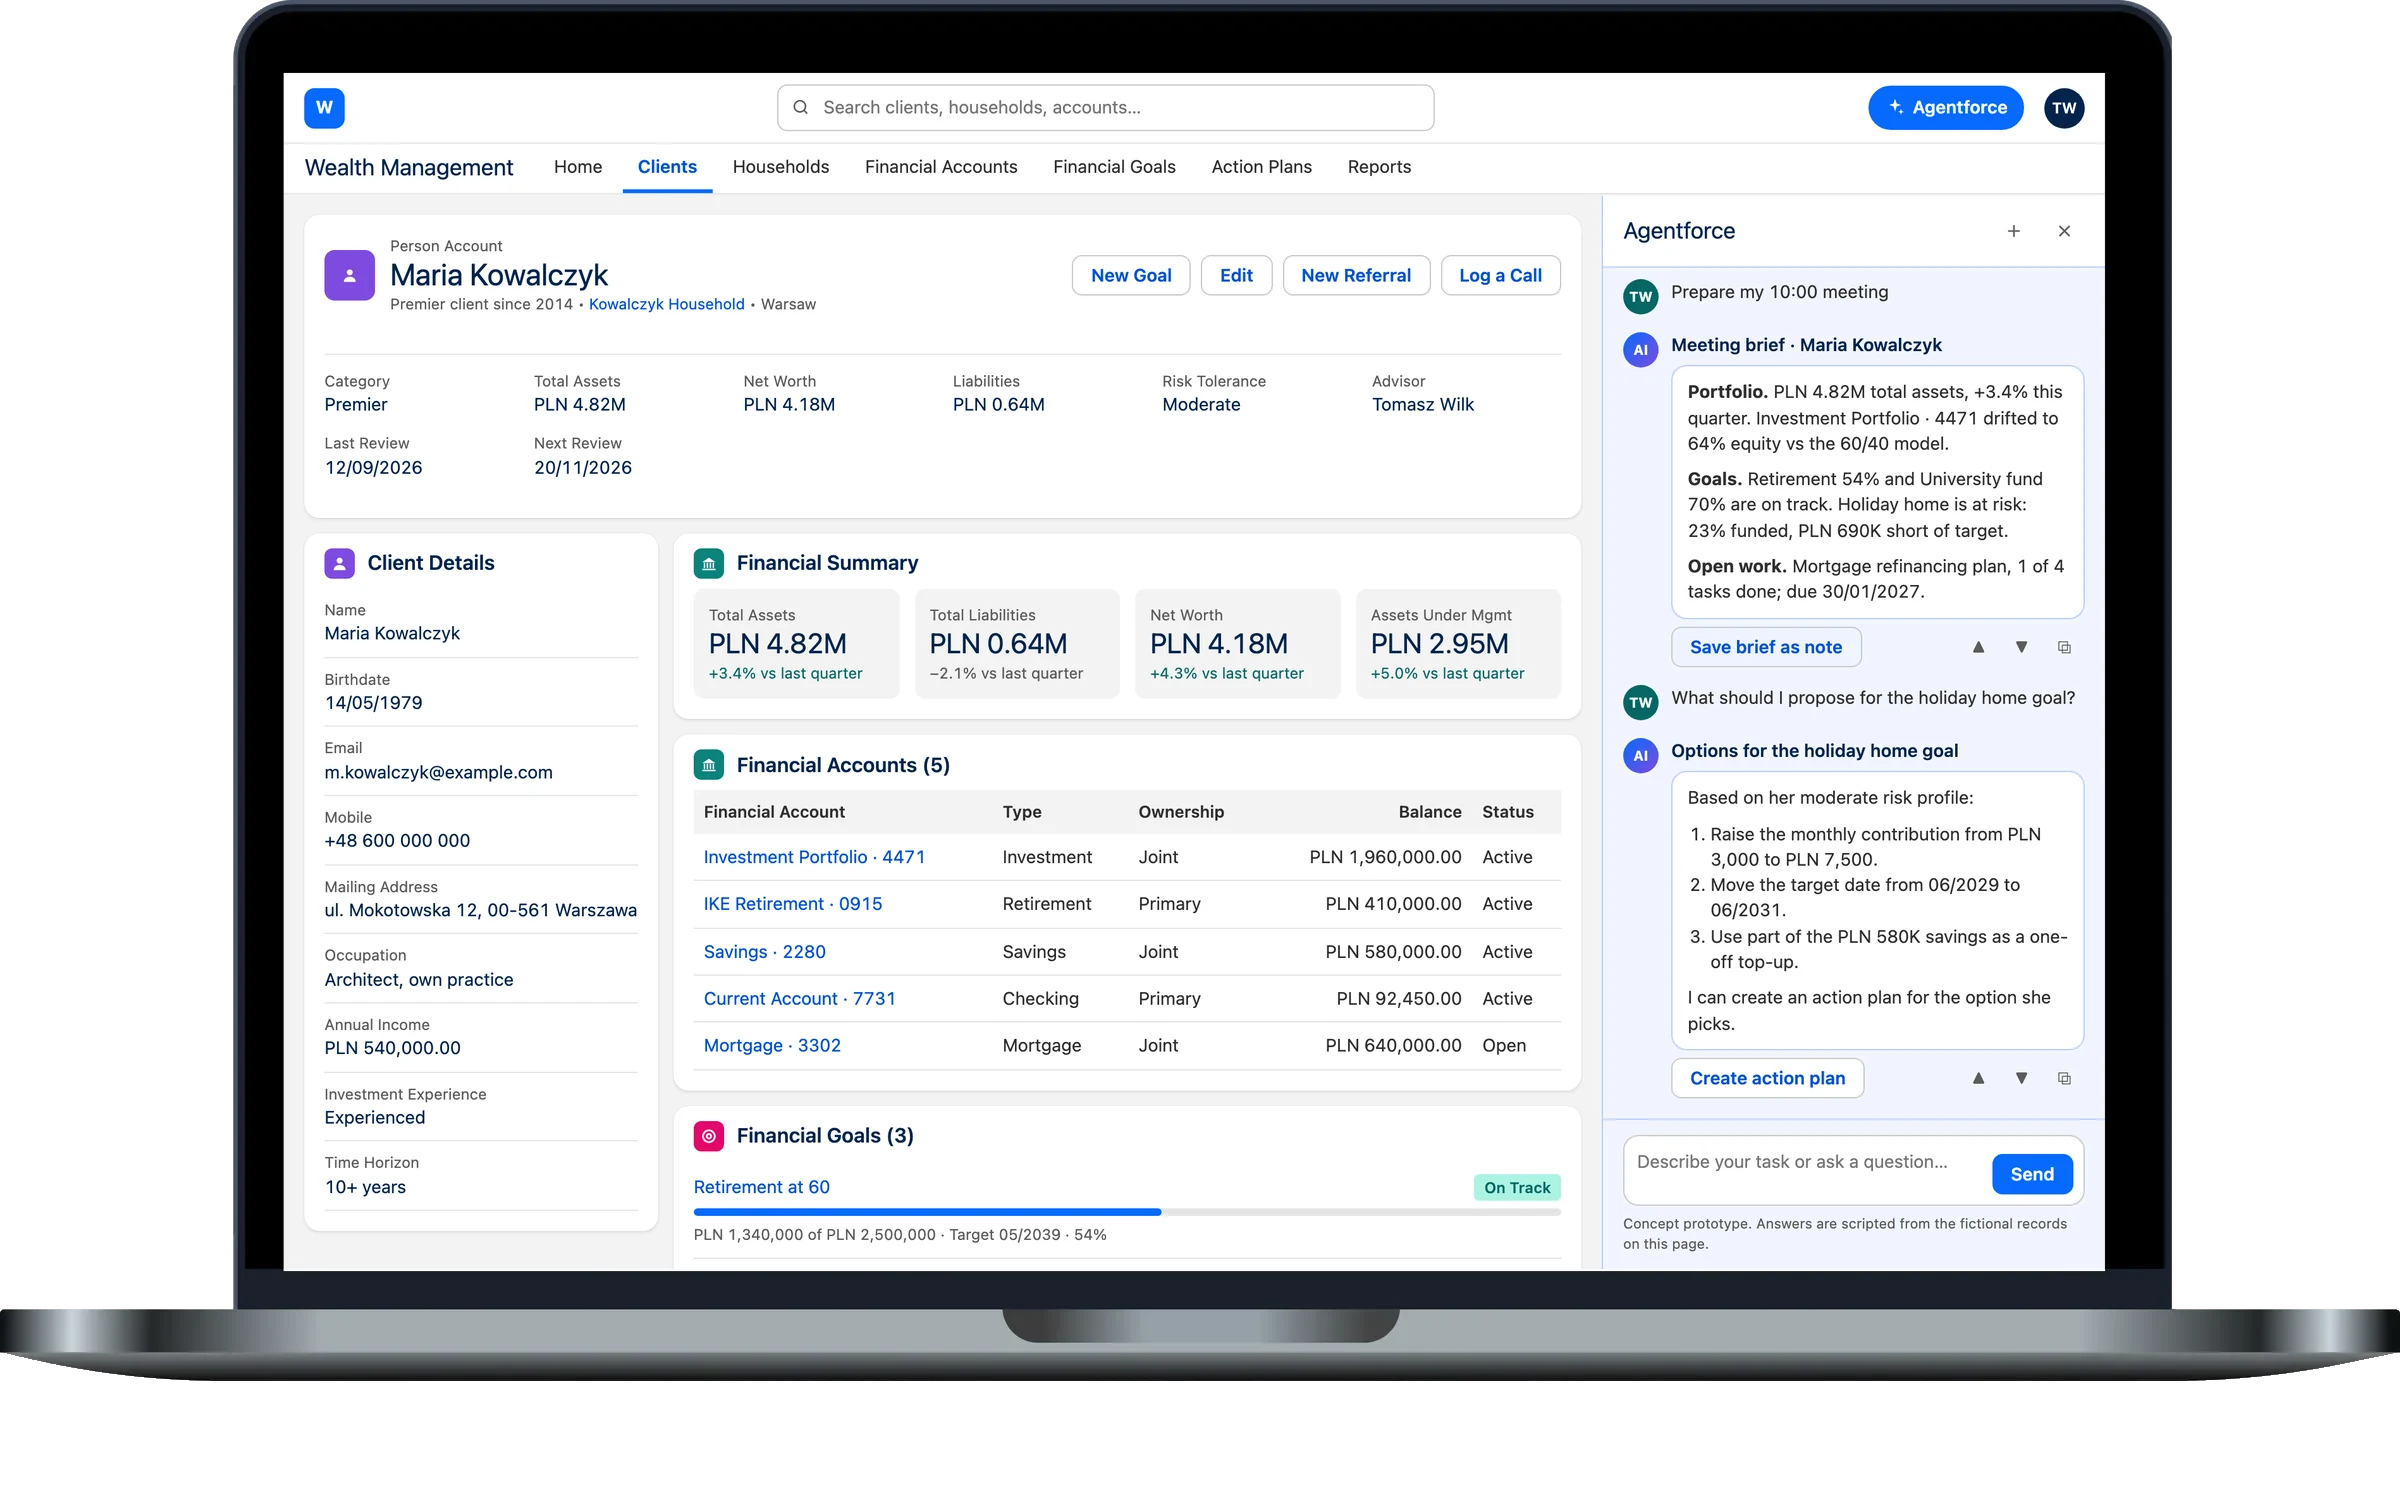 W
Search clients, households, accounts...
Agentforce
TW
Wealth Management
Home
Clients
Households
Financial Accounts
Financial Goals
Action Plans
Reports
Person Account
Maria Kowalczyk
Premier client since 2014 • Kowalczyk Household • Warsaw
New Goal
Edit
New Referral
Log a Call
Category
Premier
Total Assets
PLN 4.82M
Net Worth
PLN 4.18M
Liabilities
PLN 0.64M
Risk Tolerance
Moderate
Advisor
Tomasz Wilk
Last Review
12/09/2026
Next Review
20/11/2026
Client Details
Name
Maria Kowalczyk
Birthdate
14/05/1979
Email
m.kowalczyk@example.com
Mobile
+48 600 000 000
Mailing Address
ul. Mokotowska 12, 00-561 Warszawa
Occupation
Architect, own practice
Annual Income
PLN 540,000.00
Investment Experience
Experienced
Time Horizon
10+ years
Financial Summary
Total Assets
PLN 4.82M
+3.4% vs last quarter
Total Liabilities
PLN 0.64M
−2.1% vs last quarter
Net Worth
PLN 4.18M
+4.3% vs last quarter
Assets Under Mgmt
PLN 2.95M
+5.0% vs last quarter
Financial Accounts (5)
Financial Account Type Ownership Balance Status
Investment Portfolio · 4471 Investment Joint PLN 1,960,000.00 Active
IKE Retirement · 0915 Retirement Primary PLN 410,000.00 Active
Savings · 2280 Savings Joint PLN 580,000.00 Active
Current Account · 7731 Checking Primary PLN 92,450.00 Active
Mortgage · 3302 Mortgage Joint PLN 640,000.00 Open
Financial Goals (3)
Retirement at 60
On Track
PLN 1,340,000 of PLN 2,500,000 · Target 05/2039 · 54%
Agentforce
TW
Prepare my 10:00 meeting
AI
Meeting brief · Maria Kowalczyk
Portfolio. PLN 4.82M total assets, +3.4% this
quarter. Investment Portfolio · 4471 drifted to
64% equity vs the 60/40 model.
Goals. Retirement 54% and University fund
70% are on track. Holiday home is at risk:
23% funded, PLN 690K short of target.
Open work. Mortgage refinancing plan, 1 of 4
tasks done; due 30/01/2027.
Save brief as note
TW
What should I propose for the holiday home goal?
AI
Options for the holiday home goal
Based on her moderate risk profile:
1. Raise the monthly contribution from PLN
3,000 to PLN 7,500.
2. Move the target date from 06/2029 to
06/2031.
3. Use part of the PLN 580K savings as a one-
off top-up.
I can create an action plan for the option she
picks.
Create action plan
Describe your task or ask a question...
Send
Concept prototype. Answers are scripted from the fictional records
on this page.